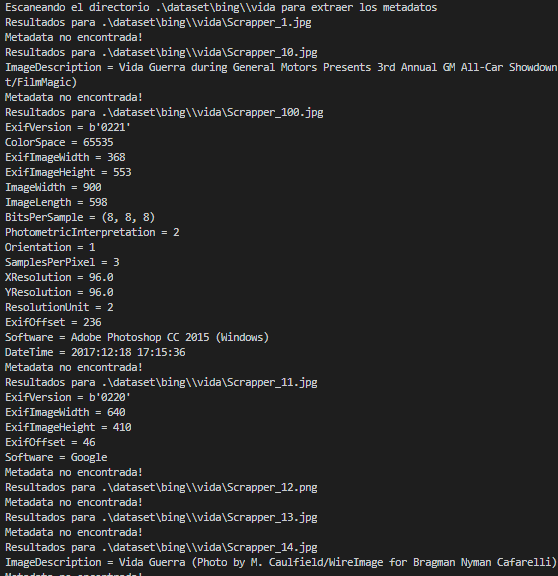 Escaneando el directorio .\dataset\bing\\vida para extraer los metadatos
Resultados para .\dataset\bing\\vida\Scrapper_1.jpg
Metadata no encontrada!
Resultados para .\dataset\bing\\vida\Scrapper_10.jpg
ImageDescription = Vida Guerra during General Motors Presents 3rd Annual GM All-Car Showdown
t/FilmMagic)
Metadata no encontrada!
Resultados para .\dataset\bing\\vida\Scrapper_100.jpg
ExifVersion = b'0221'
ColorSpace = 65535
ExifImageWidth = 368
ExifImageHeight = 553
ImageWidth = 900
ImageLength = 598
BitsPerSample = (8, 8, 8)
PhotometricInterpretation = 2
Orientation = 1
SamplesPerPixel = 3
XResolution = 96.0
YResolution = 96.0
ResolutionUnit = 2
ExifOffset = 236
Software = Adobe Photoshop CC 2015 (Windows)
DateTime = 2017:12:18 17:15:36
Metadata no encontrada!
Resultados para .\dataset\bing\\vida\Scrapper_11.jpg
ExifVersion = b'0220'
ExifImageWidth = 640
ExifImageHeight = 410
ExifOffset = 46
Software = Google
Metadata no encontrada!
Resultados para .\dataset\bing\\vida\Scrapper_12.png
Metadata no encontrada!
Resultados para .\dataset\bing\\vida\Scrapper_13.jpg
Metadata no encontrada!
Resultados para .\dataset\bing\\vida\Scrapper_14.jpg
ImageDescription = Vida Guerra (Photo by M. Caulfield/WireImage for Bragman Nyman Cafarelli)
Metadata no encontrada!